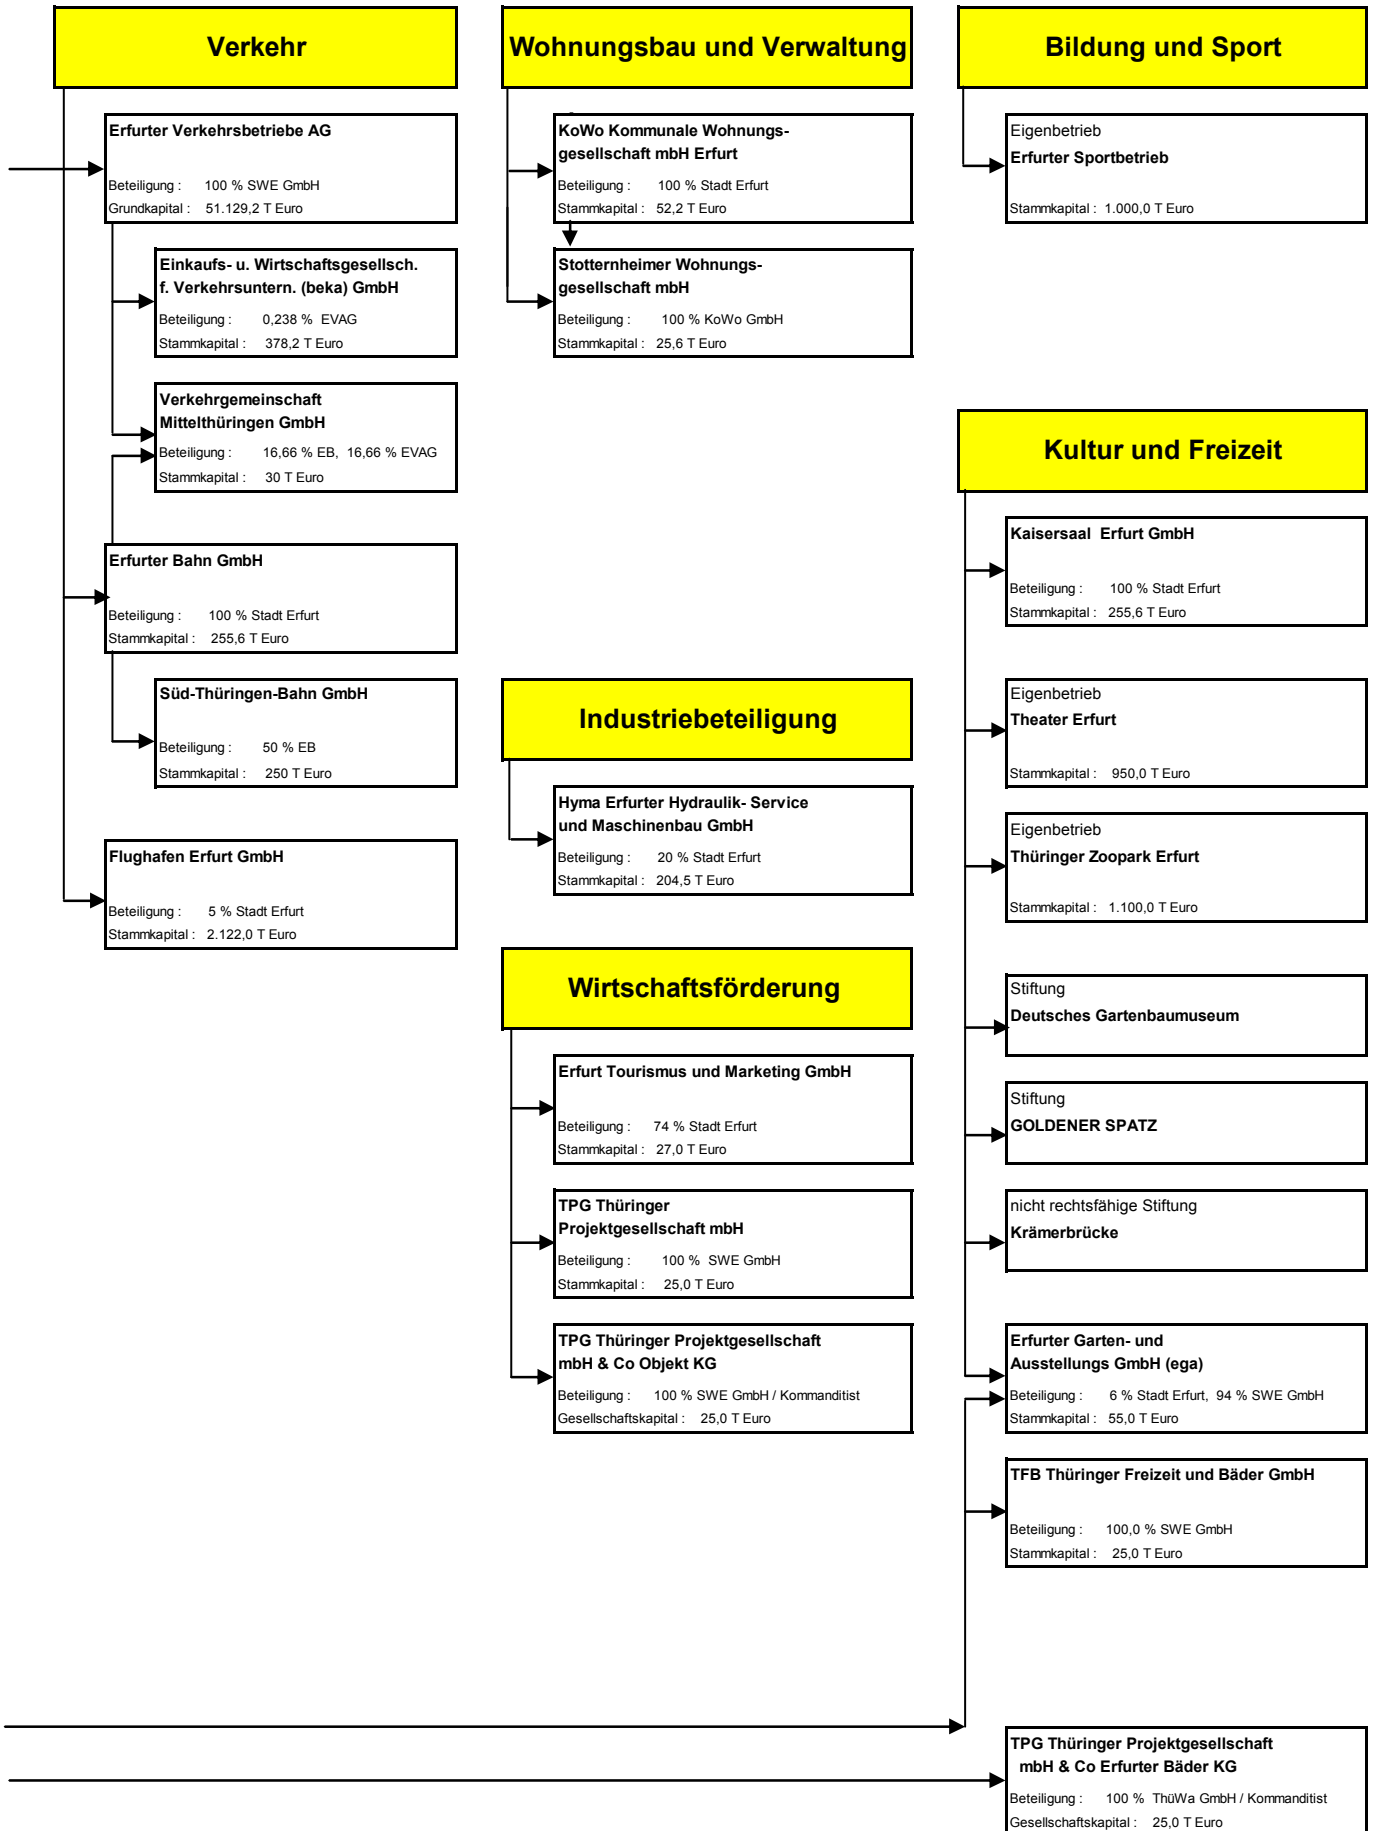 Verkehr
Erfurter Verkehrsbetriebe AG
Beteiligung : 100 % SWE GmbH
Grundkapital : 51.129,2 T Euro
Einkaufs- u. Wirtschaftsgesellsch.
f. Verkehrsuntern. (beka) GmbH
Beteiligung : 0,238 % EVAG
Stammkapital : 378,2 T Euro
Verkehrgemeinschaft
Mittelthüringen GmbH
Beteiligung : 16,66 % EB, 16,66 % EVAG
Stammkapital : 30 T Euro
Erfurter Bahn GmbH
Beteiligung : 100 % Stadt Erfurt
Stammkapital : 255,6 T Euro
Süd-Thüringen-Bahn GmbH
Beteiligung : 50 % EB
Stammkapital : 250 T Euro
Flughafen Erfurt GmbH
Beteiligung : 5 % Stadt Erfurt
Stammkapital : 2.122,0 T Euro
Wohnungsbau und Verwaltung
KoWo Kommunale Wohnungs-
gesellschaft mbH Erfurt
Beteiligung : 100 % Stadt Erfurt
Stammkapital : 52,2 T Euro
Stotternheimer Wohnungs-
gesellschaft mbH
Beteiligung : 100 % KoWo GmbH
Stammkapital : 25,6 T Euro
Industriebeteiligung
Hyma Erfurter Hydraulik- Service
und Maschinenbau GmbH
Beteiligung : 20 % Stadt Erfurt
Stammkapital : 204,5 T Euro
Wirtschaftsförderung
Erfurt Tourismus und Marketing GmbH
Beteiligung : 74 % Stadt Erfurt
Stammkapital : 27,0 T Euro
TPG Thüringer
Projektgesellschaft mbH
Beteiligung : 100 % SWE GmbH
Stammkapital : 25,0 T Euro
TPG Thüringer Projektgesellschaft
mbH & Co Objekt KG
Beteiligung : 100 % SWE GmbH / Kommanditist
Gesellschaftskapital : 25,0 T Euro
Bildung und Sport
Eigenbetrieb
Erfurter Sportbetrieb
Stammkapital : 1.000,0 T Euro
Kultur und Freizeit
Kaisersaal Erfurt GmbH
Beteiligung : 100 % Stadt Erfurt
Stammkapital : 255,6 T Euro
Eigenbetrieb
Theater Erfurt
Stammkapital : 950,0 T Euro
Eigenbetrieb
Thüringer Zoopark Erfurt
Stammkapital : 1.100,0 T Euro
Stiftung
Deutsches Gartenbaumuseum
Stiftung
GOLDENER SPATZ
nicht rechtsfähige Stiftung
Krämerbrücke
Erfurter Garten- und
Ausstellungs GmbH (ega)
Beteiligung : 6 % Stadt Erfurt, 94 % SWE GmbH
Stammkapital : 55,0 T Euro
TFB Thüringer Freizeit und Bäder GmbH
Beteiligung : 100,0 % SWE GmbH
Stammkapital : 25,0 T Euro
TPG Thüringer Projektgesellschaft
mbH & Co Erfurter Bäder KG
Beteiligung : 100 % ThüWa GmbH / Kommanditist
Gesellschaftskapital : 25,0 T Euro